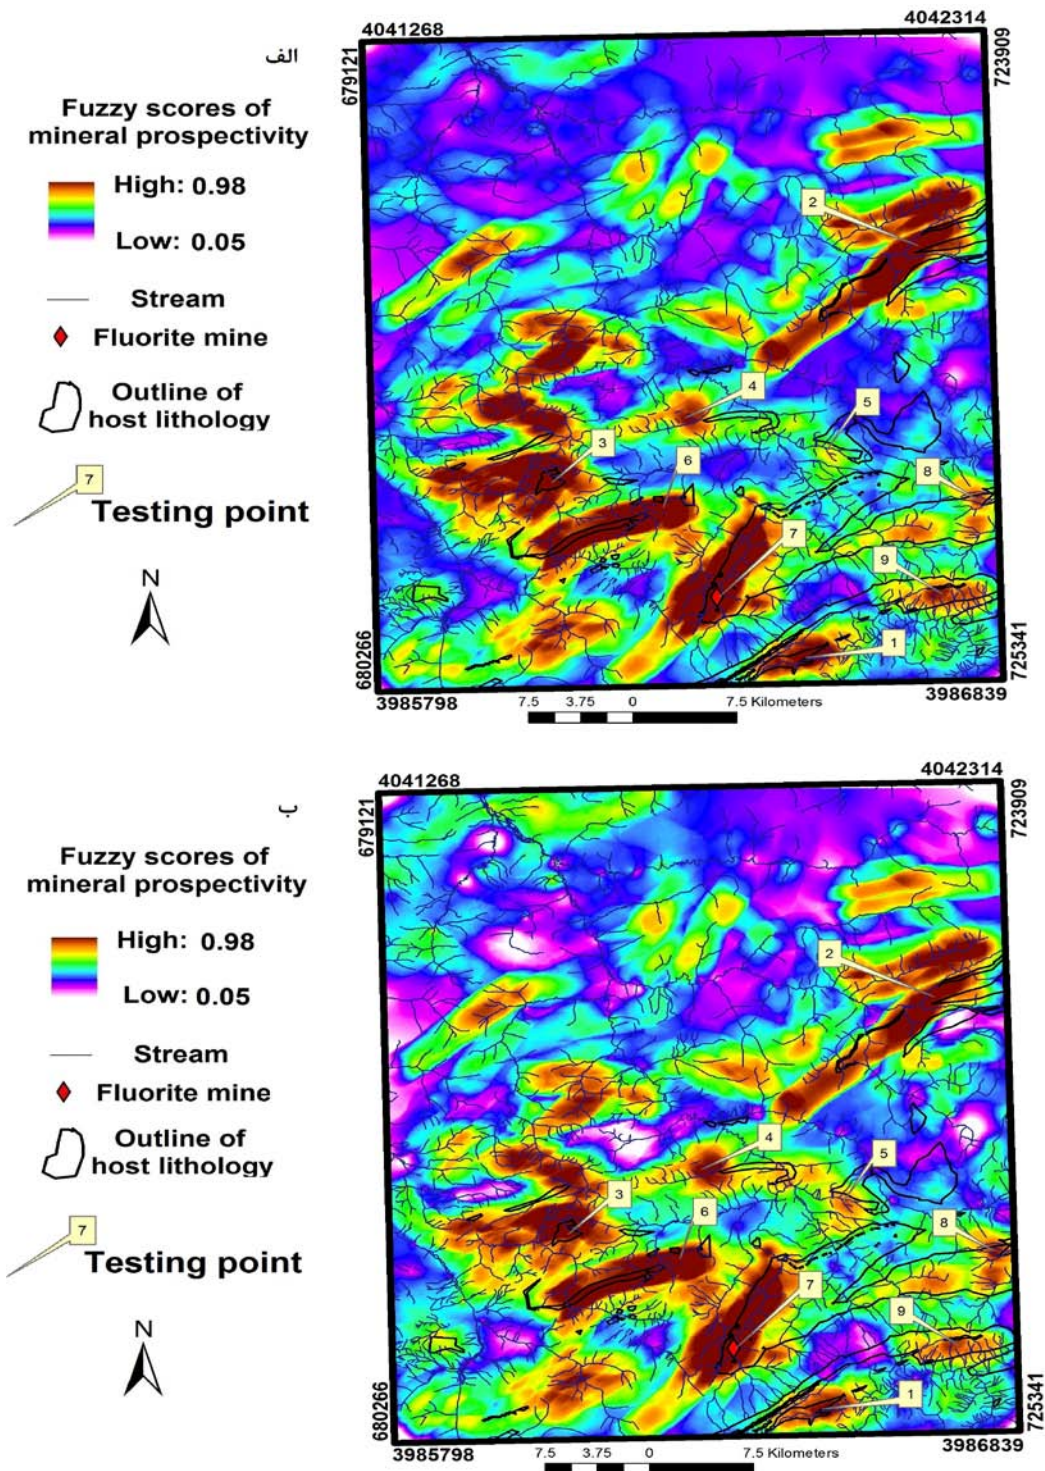 4041268
4042314
الف
679121
723909
Fuzzy scores of
mineral prospectivity
High: 0.98
Low: 0.05
Stream
Fluorite mine
Outline of
host lithology
7
Testing point
N
2
4
5
3
6
8
7
9
1
680266
725341
3985798
3986839
7.5 3.75 0 7.5 Kilometers
4041268
4042314
ب
679121
723909
Fuzzy scores of
mineral prospectivity
High: 0.98
Low: 0.05
Stream
Fluorite mine
Outline of
host lithology
7
Testing point
N
2
4
5
3
6
8
7
9
1
680266
725341
3985798
3986839
7.5 3.75 0 7.5 Kilometers